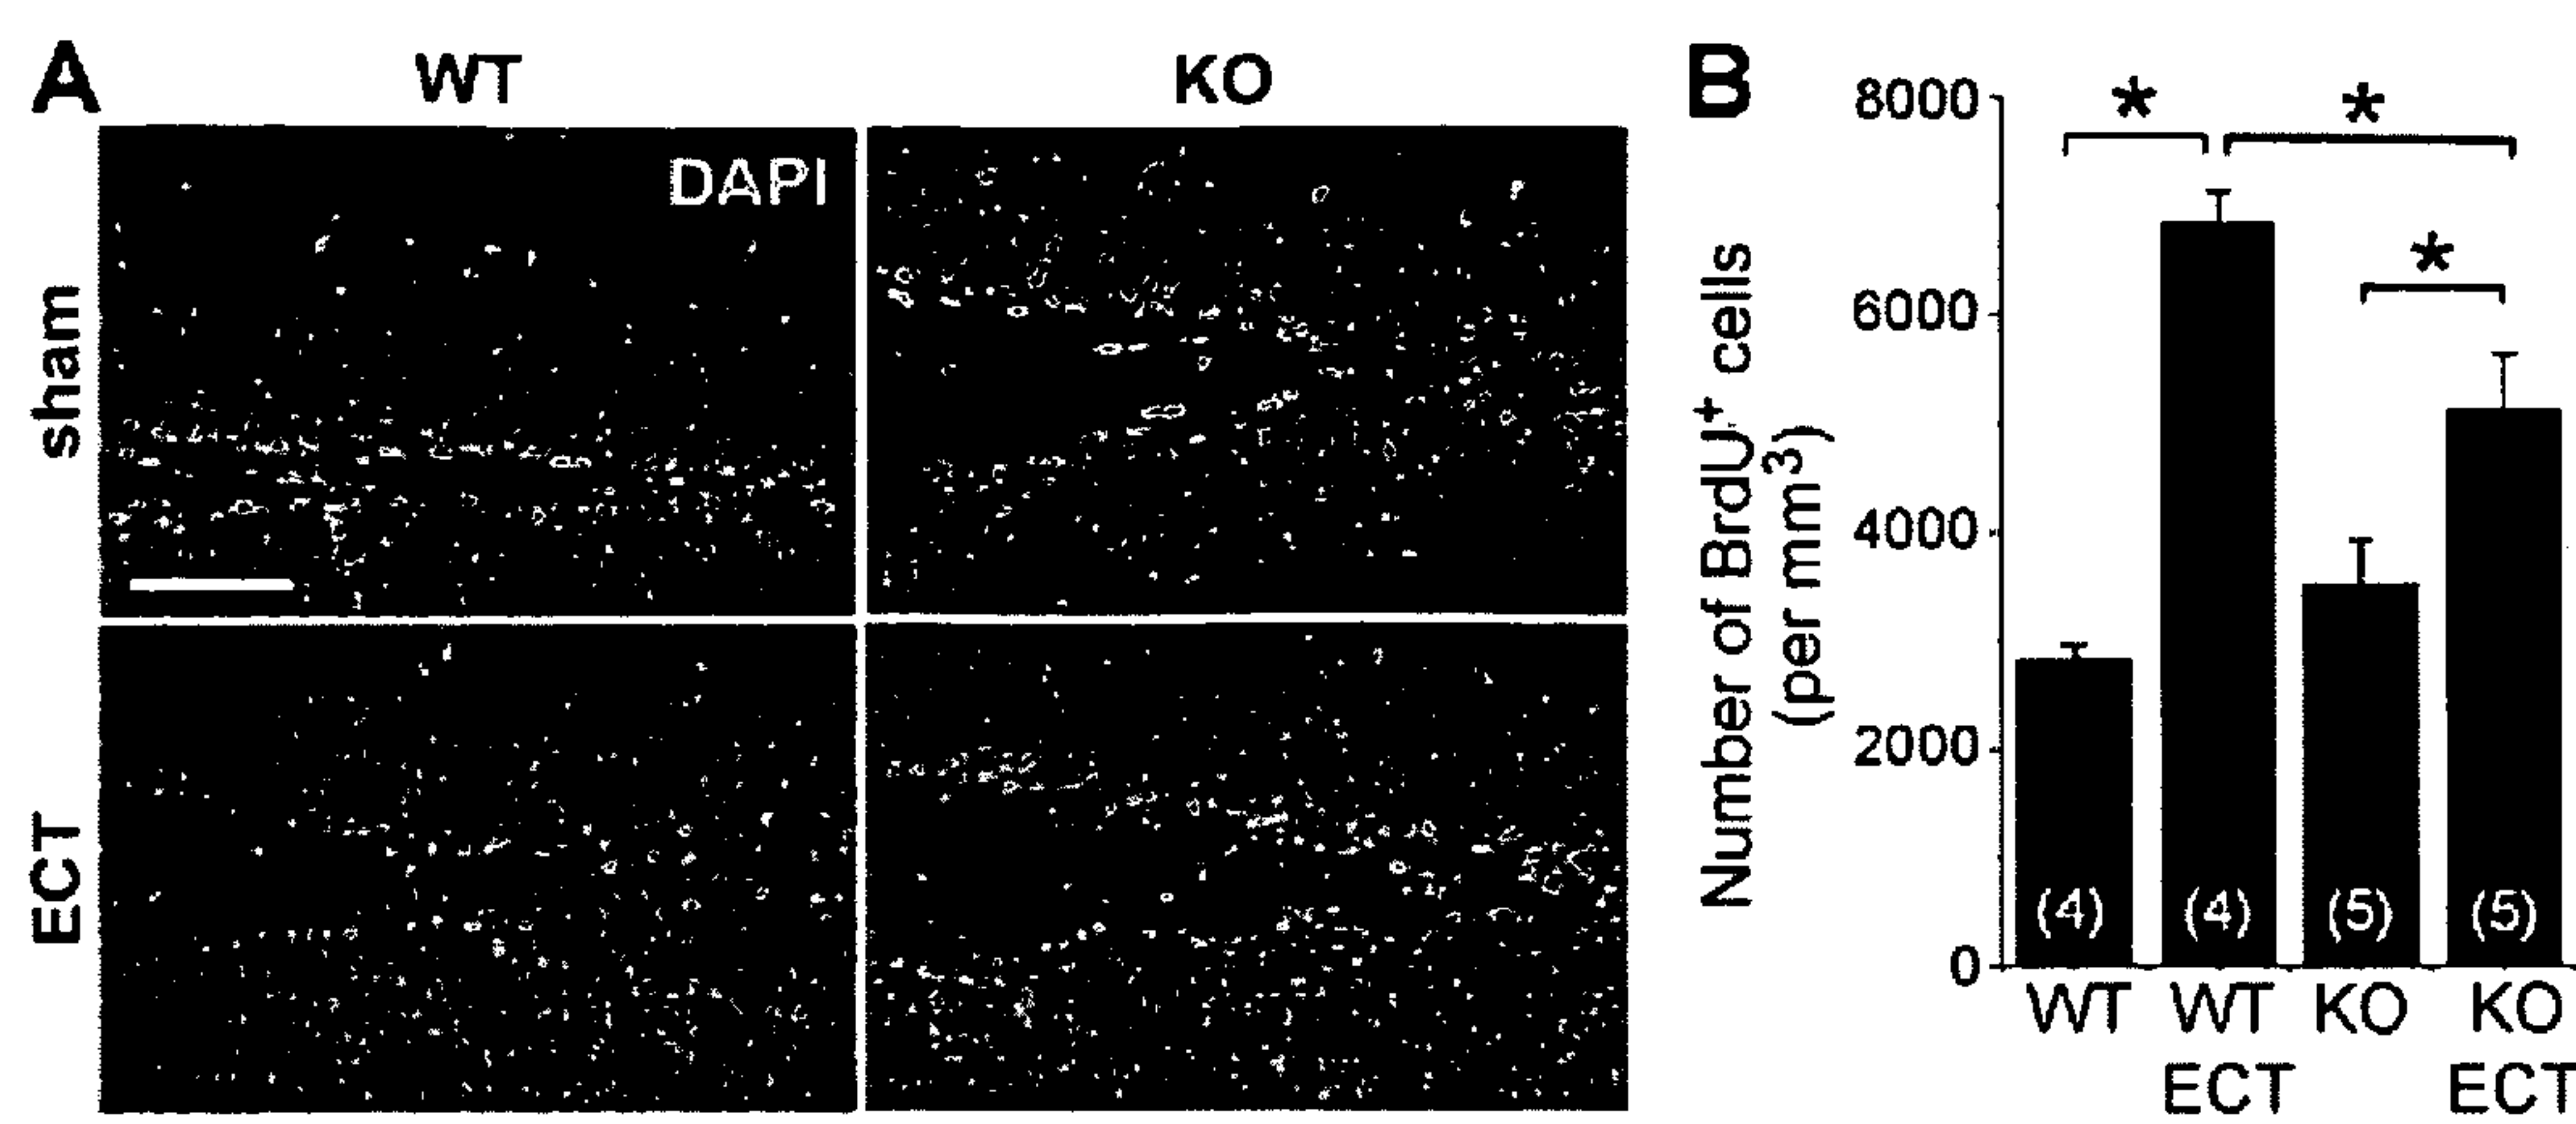 A
WT
KO
DAPI
sham
ECT
B
Number of BrdU⁺ cells
(per mm³)
8000
6000
4000
2000
0
*
*
*
(4)
(4)
(5)
(5)
WT
WT
KO
KO
ECT
ECT